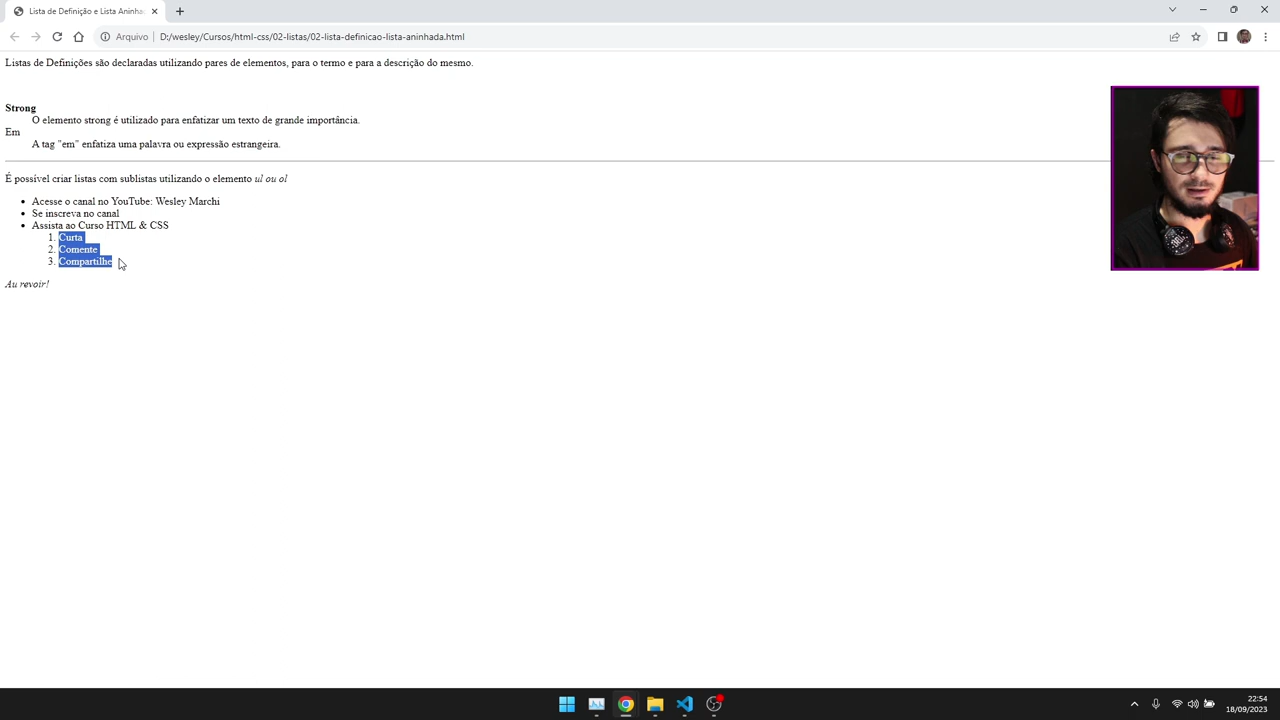 Lista de Definição e Lista Aninha
Arquivo | D:/wesley/Cursos/html-css/02-listas/02-lista-definicao-lista-aninhada.html
Listas de Definições são declaradas utilizando pares de elementos, para o termo e para a descrição do mesmo.
Strong
O elemento strong é utilizado para enfatizar um texto de grande importância.
Em
A tag "em" enfatiza uma palavra ou expressão estrangeira.
É possível criar listas com sublistas utilizando o elemento ul ou ol
• Acesse o canal no YouTube: Wesley Marchi
• Se inscreva no canal
• Assista ao Curso HTML & CSS
1. Curta
2. Comente
3. Compartilhe
Au revoir!
22:54
18/09/2023